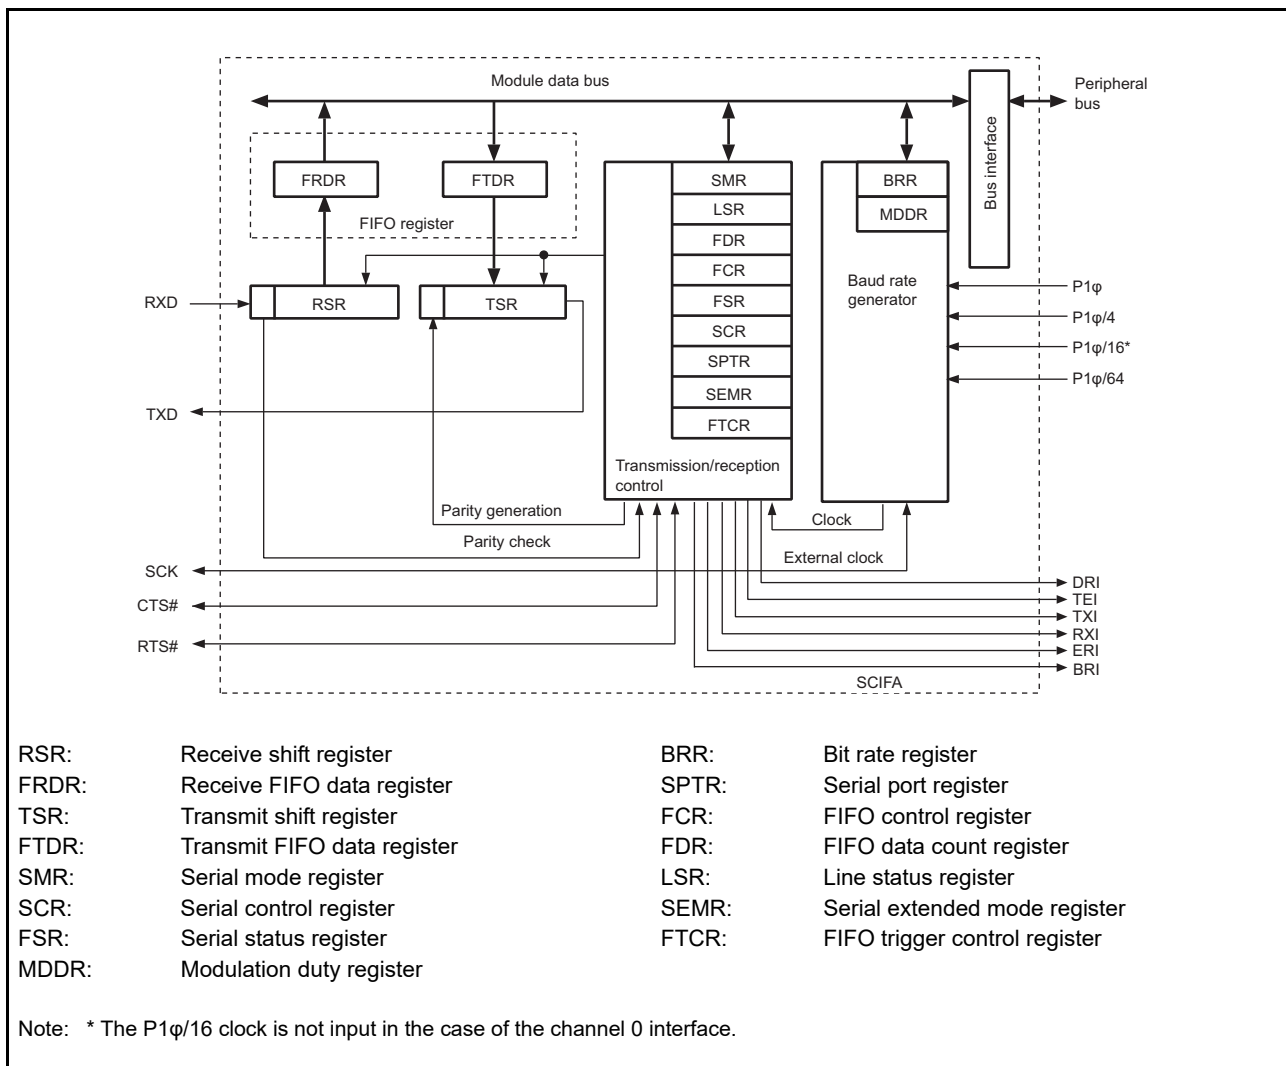 Module data bus
Peripheral
bus
Bus interface
FRDR
FTDR
FIFO register
SMR
LSR
FDR
FCR
FSR
SCR
SPTR
SEMR
FTCR
Transmission/reception
control
BRR
MDDR
Baud rate
generator
P1φ
P1φ/4
P1φ/16*
P1φ/64
RXD
RSR
TSR
TXD
Parity generation
Parity check
Clock
External clock
SCK
CTS#
RTS#
DRI
TEI
TXI
RXI
ERI
BRI
SCIFA
RSR: Receive shift register
FRDR: Receive FIFO data register
TSR: Transmit shift register
FTDR: Transmit FIFO data register
SMR: Serial mode register
SCR: Serial control register
FSR: Serial status register
MDDR: Modulation duty register
BRR: Bit rate register
SPTR: Serial port register
FCR: FIFO control register
FDR: FIFO data count register
LSR: Line status register
SEMR: Serial extended mode register
FTCR: FIFO trigger control register
Note: * The P1φ/16 clock is not input in the case of the channel 0 interface.